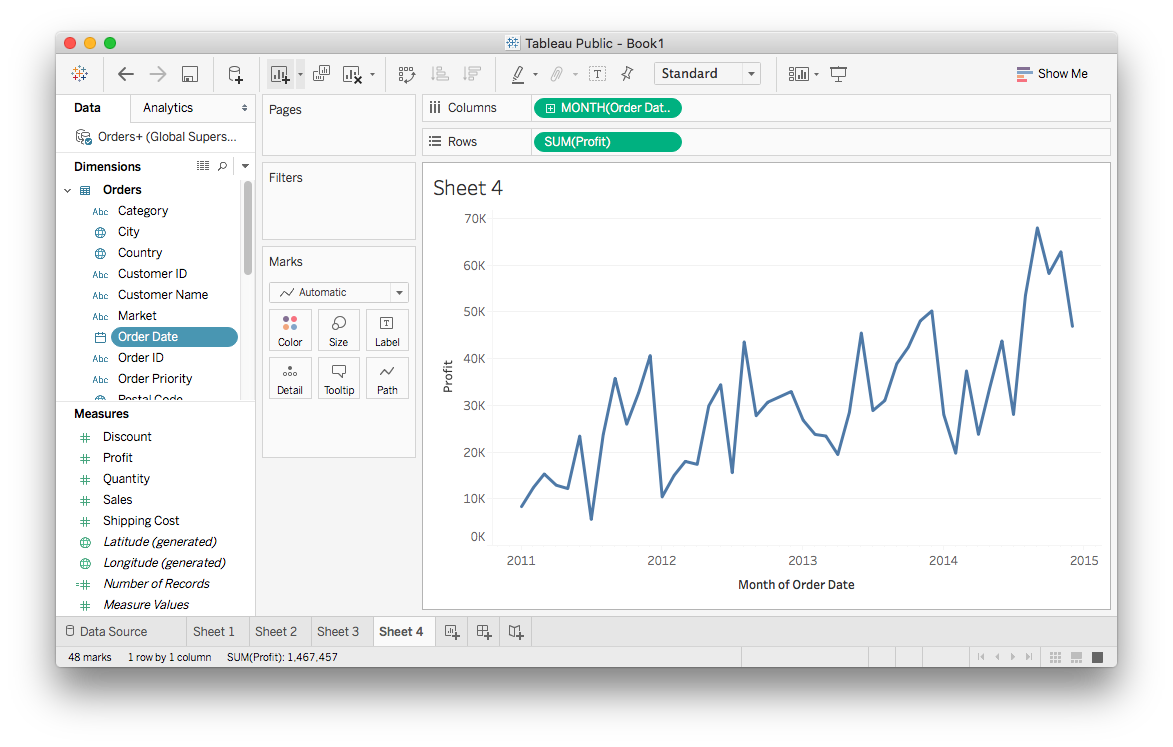 Tableau Public - Book1
Standard
Show Me
Data
Analytics
Orders+ (Global Supers...
Dimensions
Orders
Abc Category
City
Country
Abc Customer ID
Abc Customer Name
Abc Market
Order Date
Abc Order ID
Abc Order Priority
Postal Code
Measures
Discount
Profit
Quantity
Sales
Shipping Cost
Latitude (generated)
Longitude (generated)
Number of Records
Measure Values
Pages
Filters
Marks
Automatic
Color
Size
Label
Detail
Tooltip
Path
Columns
MONTH(Order Dat..
Rows
SUM(Profit)
Sheet 4
70K
60K
50K
40K
30K
20K
10K
0K
Profit
2011
2012
2013
2014
2015
Month of Order Date
Data Source
Sheet 1
Sheet 2
Sheet 3
Sheet 4
48 marks
1 row by 1 column
SUM(Profit): 1,467,457